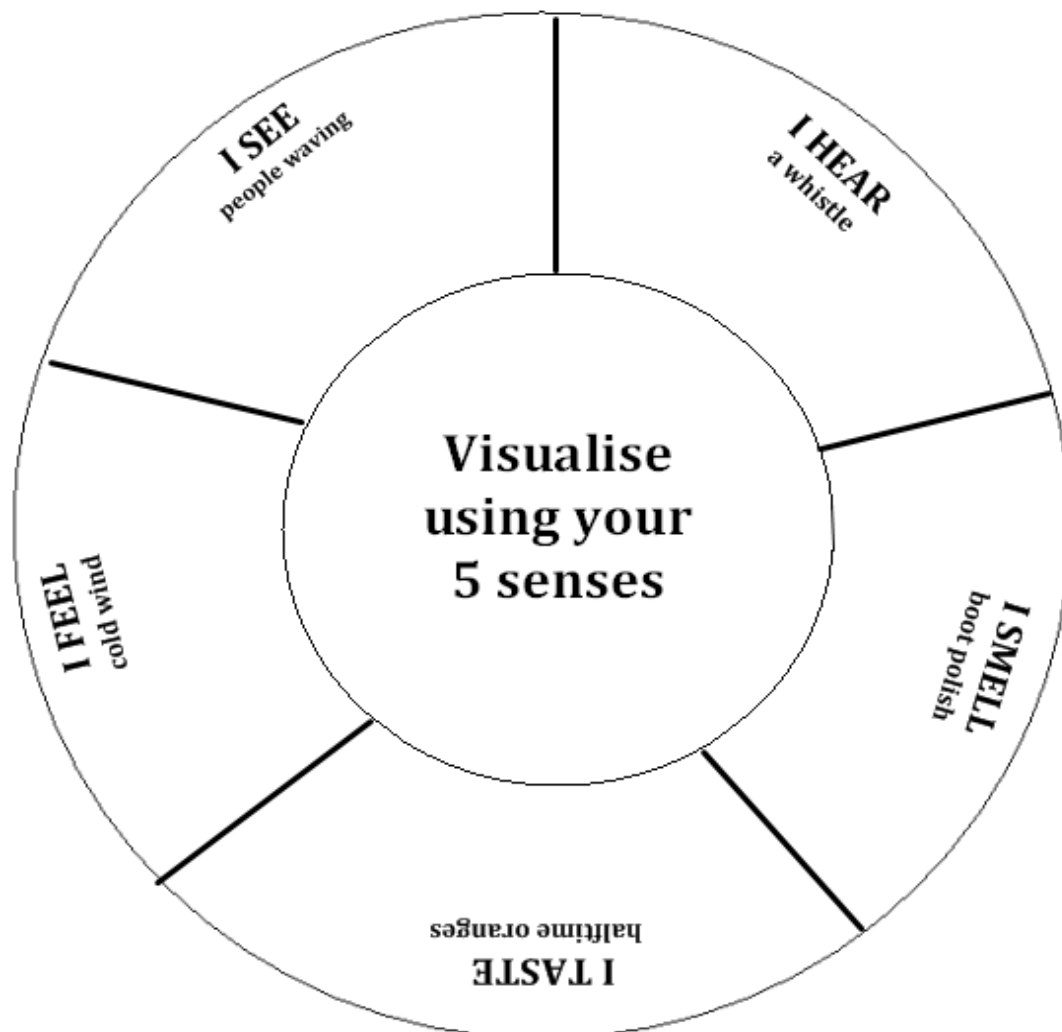 I SEE
people waving
I HEAR
a whistle
I SMELL
boot polish
I TASTE
halftime oranges
I FEEL
cold wind
Visualise
using your
5 senses